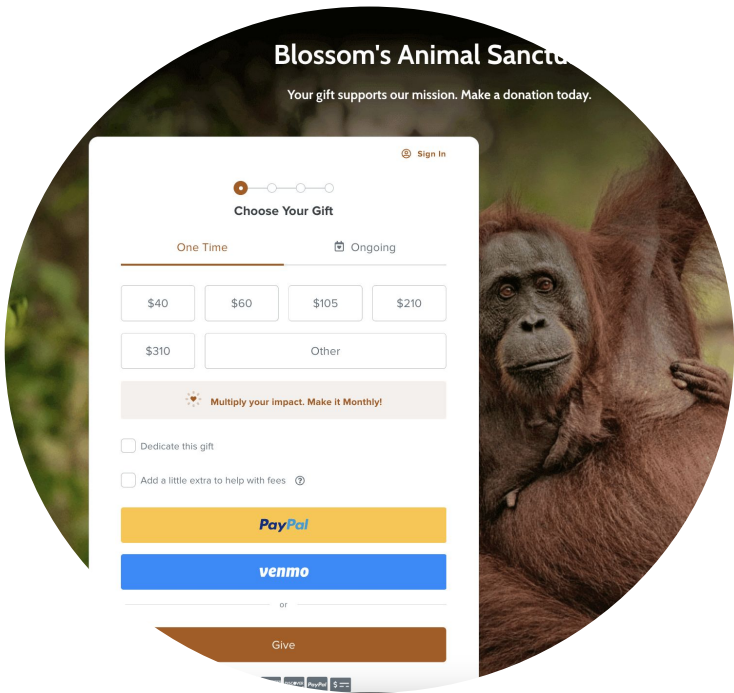 Blossom's Animal
Your gift supports our mission. Make a donation today.
Sign In
Choose Your Gift
One Time
Ongoing
$40 $60 $105 $210
$310 Other
Multiply your impact. Make it Monthly!
Dedicate this gift
Add a little extra to help with fees ?
PayPal
venmo
or
Give
PayPal $